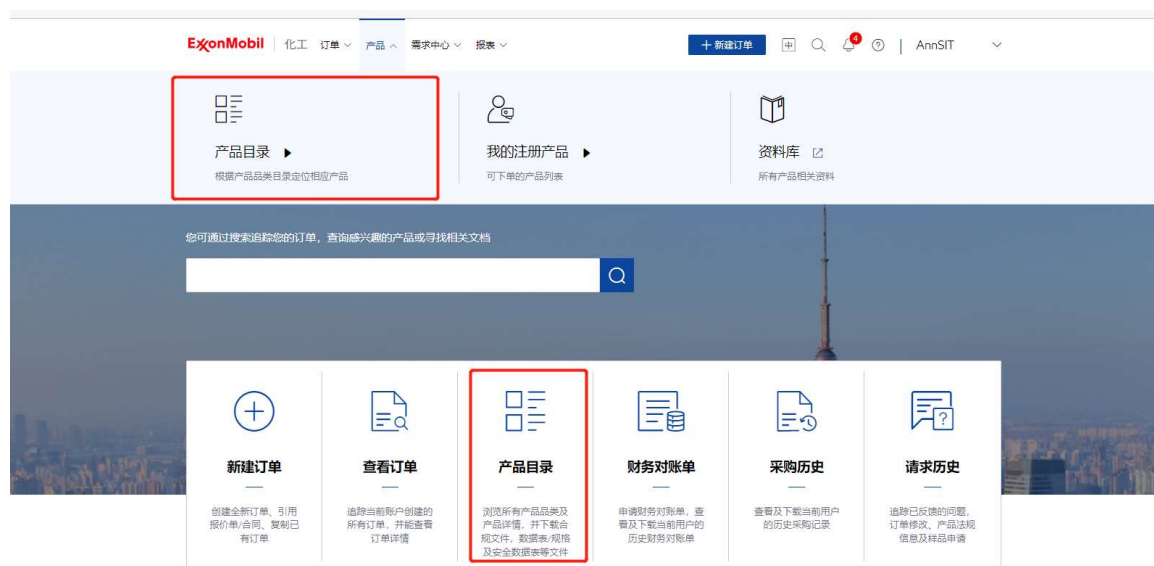 ExxonMobil 化工 订单 产品 需求中心 报表 新建订单 中 4 AnnSIT
产品目录 我的注册产品 资料库
根据产品品类目录定位相应产品 可下单的产品列表 所有产品相关资料
您可通过搜索追踪您的订单，查询感兴趣的产品或寻找相关文档
新建订单 查看订单 产品目录 财务对账单 采购历史 请求历史
创建全新订单、引用
报价单/合同、复制已
有订单
追踪当前账户创建的
所有订单，并能查看
订单详情
浏览所有产品品类及
产品详情，并下载合
规文件，数据表/规格
及安全数据表等文件
申请财务对账单，查
看及下载当前用户的
历史财务对账单
查看及下载当前用户
的历史采购记录
追踪已反馈的问题，
订单修改、产品法规
信息及样品申请